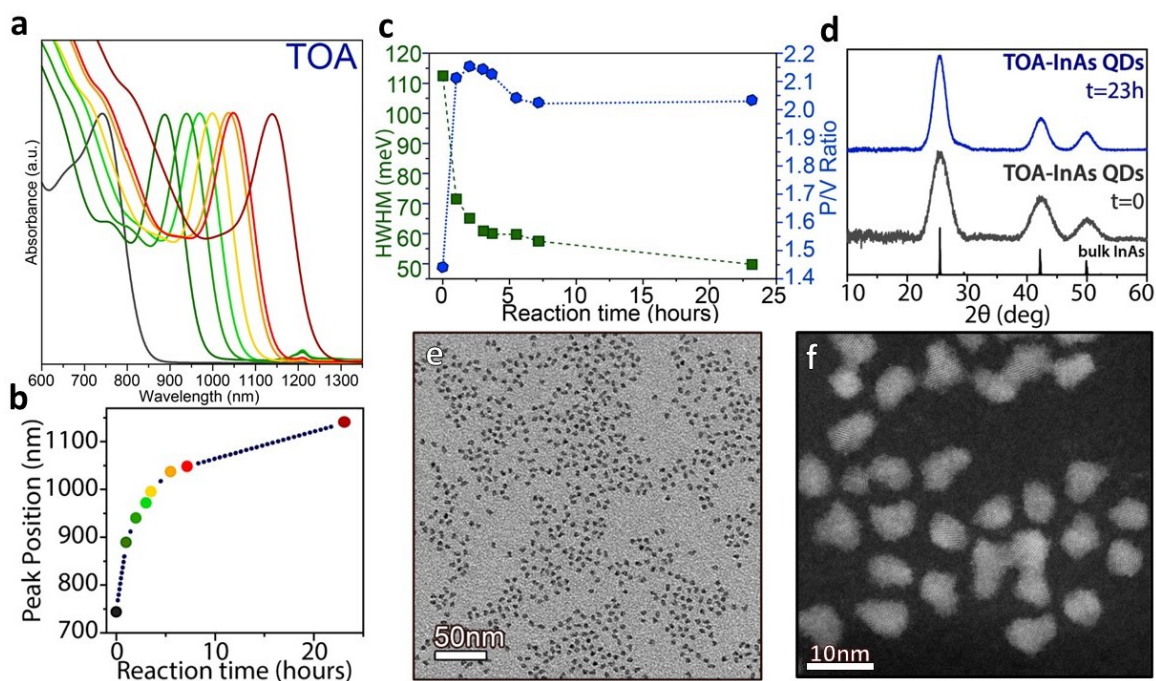 a
TOA
Absorbance (a.u.)
600 700 800 900 1000 1100 1200 1300
Wavelength (nm)
b
Peak Position (nm)
1100
1000
900
800
700
0 10 20
Reaction time (hours)
c
HWHM (meV)
120
110
100
90
80
70
60
50
P/V Ratio
2.2
2.1
2.0
1.9
1.8
1.7
1.6
1.5
1.4
0 5 10 15 20 25
Reaction time (hours)
d
TOA-InAs QDs
t=23h
TOA-InAs QDs
t=0
bulk InAs
10 20 30 40 50 60
2θ (deg)
e
50nm
f
10nm